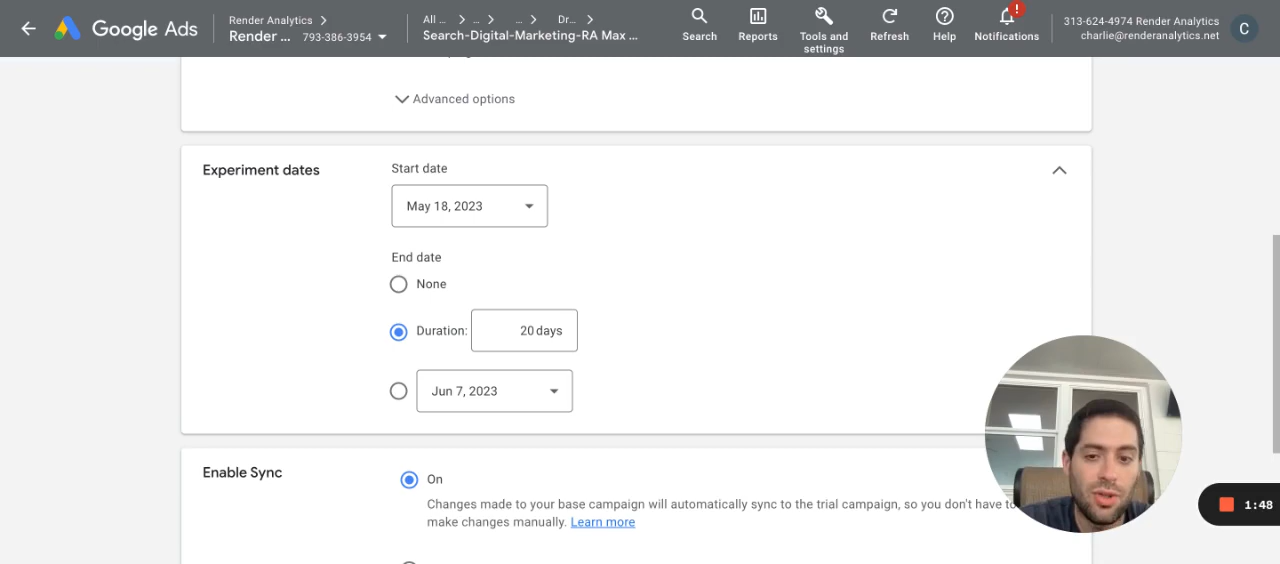 Google Ads
Render Analytics
Render ... 793-386-3954
All ... ... ... Dr...
Search-Digital-Marketing-RA Max ...
Search
Reports
Tools and settings
Refresh
Help
!
Notifications
313-624-4974 Render Analytics
charlie@renderanalytics.net
C
Advanced options
Experiment dates
Start date
May 18, 2023
End date
None
Duration: 20 days
Jun 7, 2023
Enable Sync
On
Changes made to your base campaign will automatically sync to the trial campaign, so you don't have to
make changes manually. Learn more
1:48